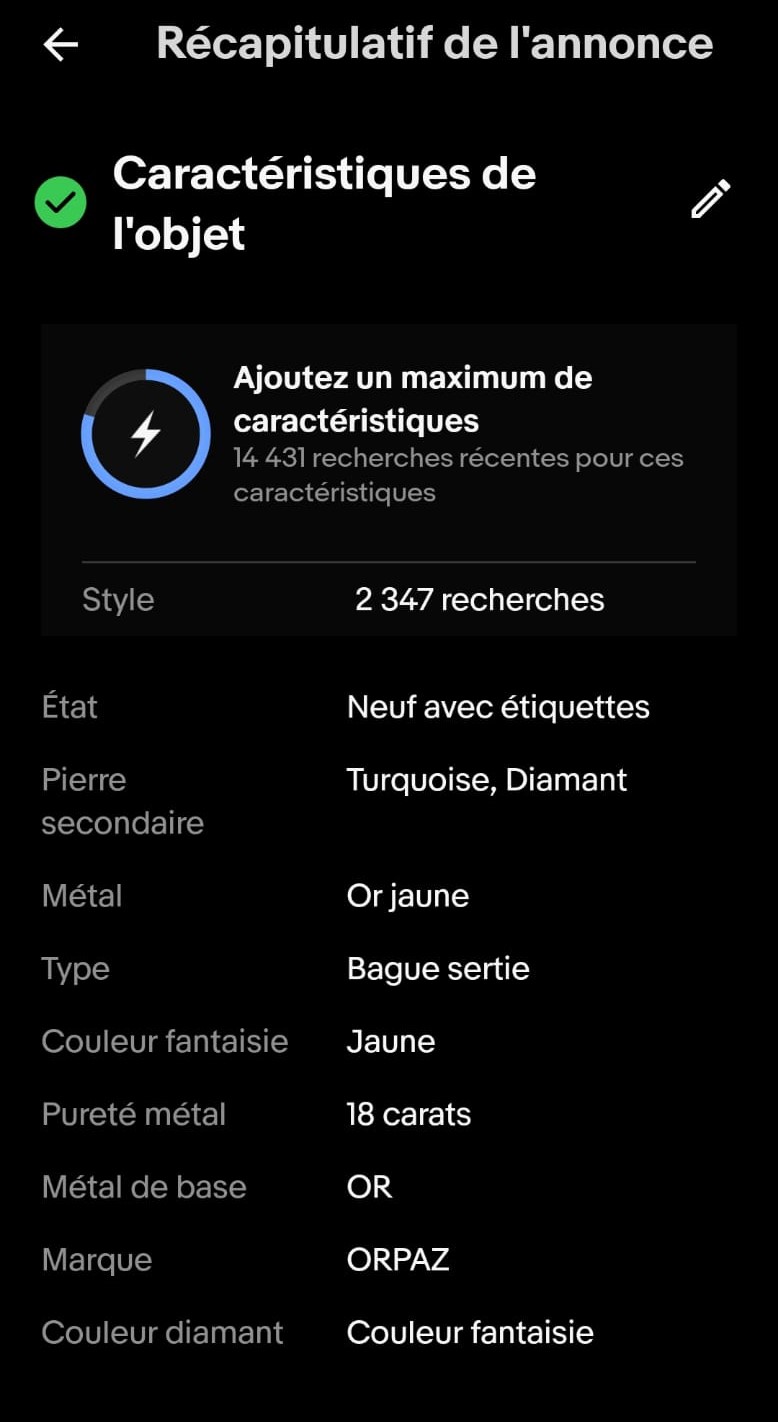 Récapitulatif de l'annonce
Caractéristiques de
l'objet
Ajoutez un maximum de
caractéristiques
14 431 recherches récentes pour ces
caractéristiques
Style 2 347 recherches
État Neuf avec étiquettes
Pierre
secondaire Turquoise, Diamant
Métal Or jaune
Type Bague sertie
Couleur fantaisie Jaune
Pureté métal 18 carats
Métal de base OR
Marque ORPAZ
Couleur diamant Couleur fantaisie